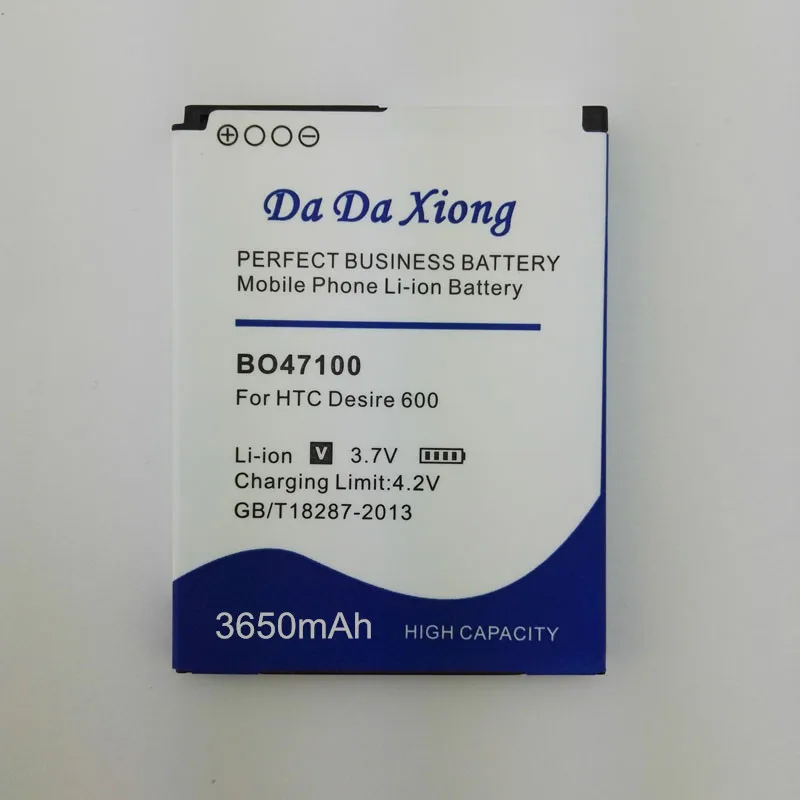 Da Da Xiong
PERFECT BUSINESS BATTERY
Mobile Phone Li-ion Battery
BO47100
For HTC Desire 600
Li-ion V 3.7V
Charging Limit:4.2V
GB/T18287-2013
3650mAh HIGH CAPACITY